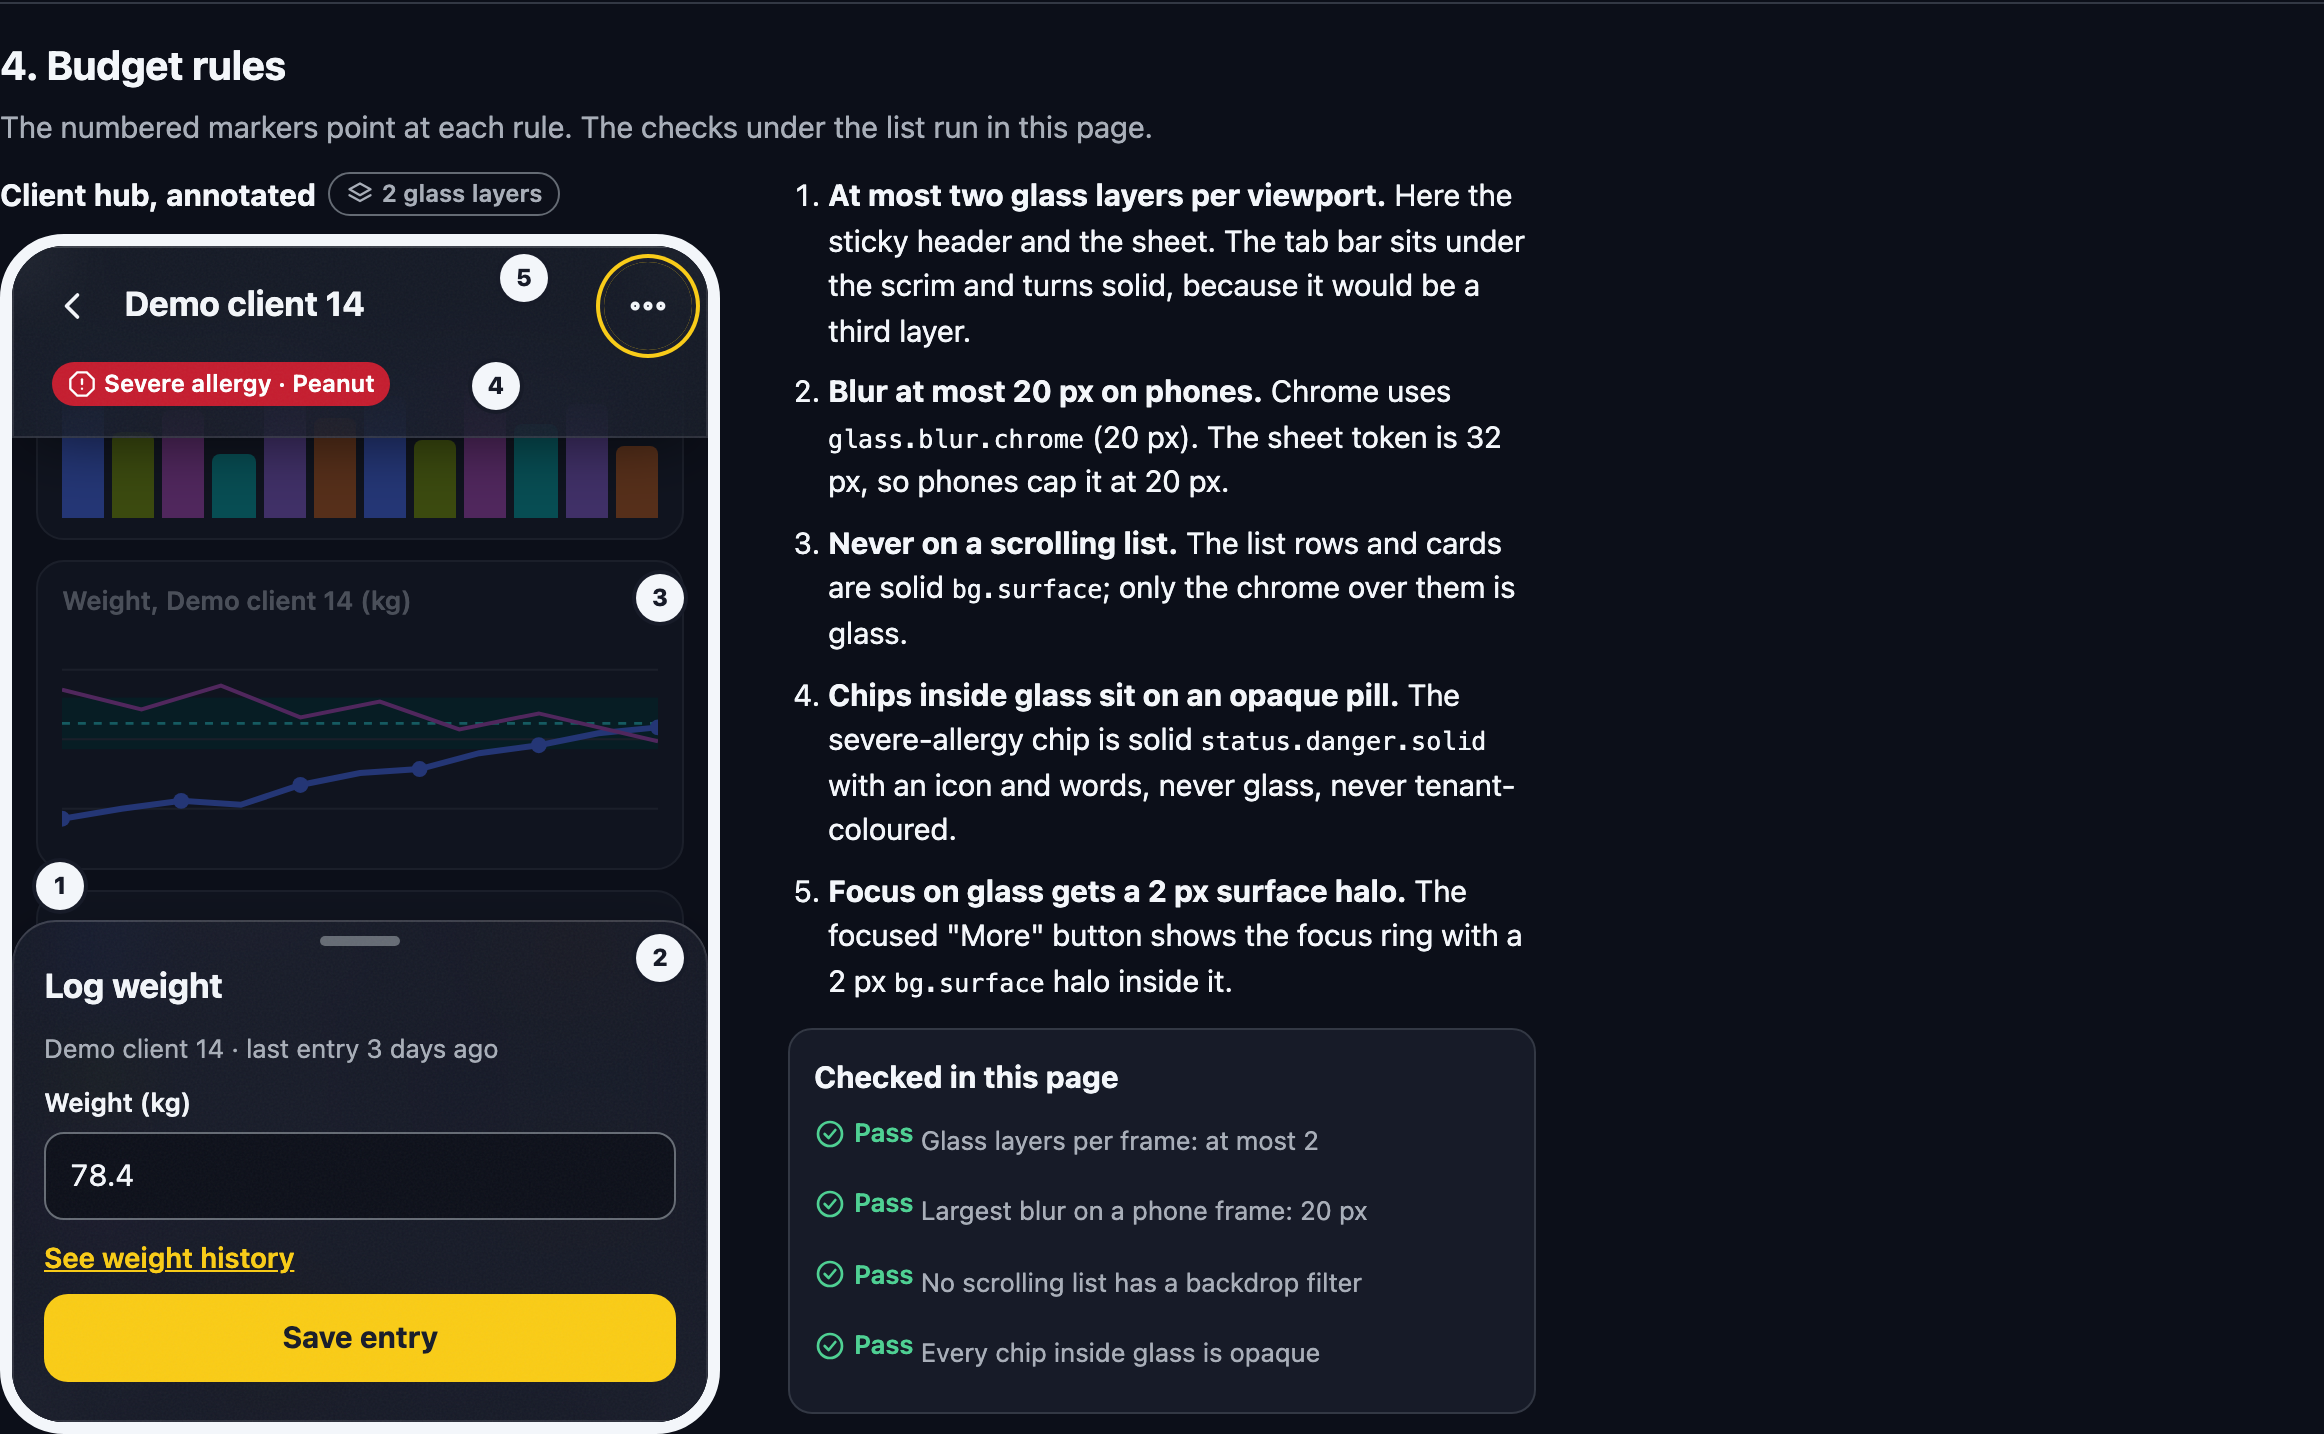 4. Budget rules
The numbered markers point at each rule. The checks under the list run in this page.
Client hub, annotated
2 glass layers
5
Demo client 14
Severe allergy · Peanut
4
Weight, Demo client 14 (kg)
3
1
2
Log weight
Demo client 14 · last entry 3 days ago
Weight (kg)
78.4
See weight history
Save entry
1. At most two glass layers per viewport. Here the
sticky header and the sheet. The tab bar sits under
the scrim and turns solid, because it would be a
third layer.
2. Blur at most 20 px on phones. Chrome uses
glass.blur.chrome (20 px). The sheet token is 32
px, so phones cap it at 20 px.
3. Never on a scrolling list. The list rows and cards
are solid bg.surface; only the chrome over them is
glass.
4. Chips inside glass sit on an opaque pill. The
severe-allergy chip is solid status.danger.solid
with an icon and words, never glass, never tenant-
coloured.
5. Focus on glass gets a 2 px surface halo. The
focused "More" button shows the focus ring with a
2 px bg.surface halo inside it.
Checked in this page
Pass Glass layers per frame: at most 2
Pass Largest blur on a phone frame: 20 px
Pass No scrolling list has a backdrop filter
Pass Every chip inside glass is opaque